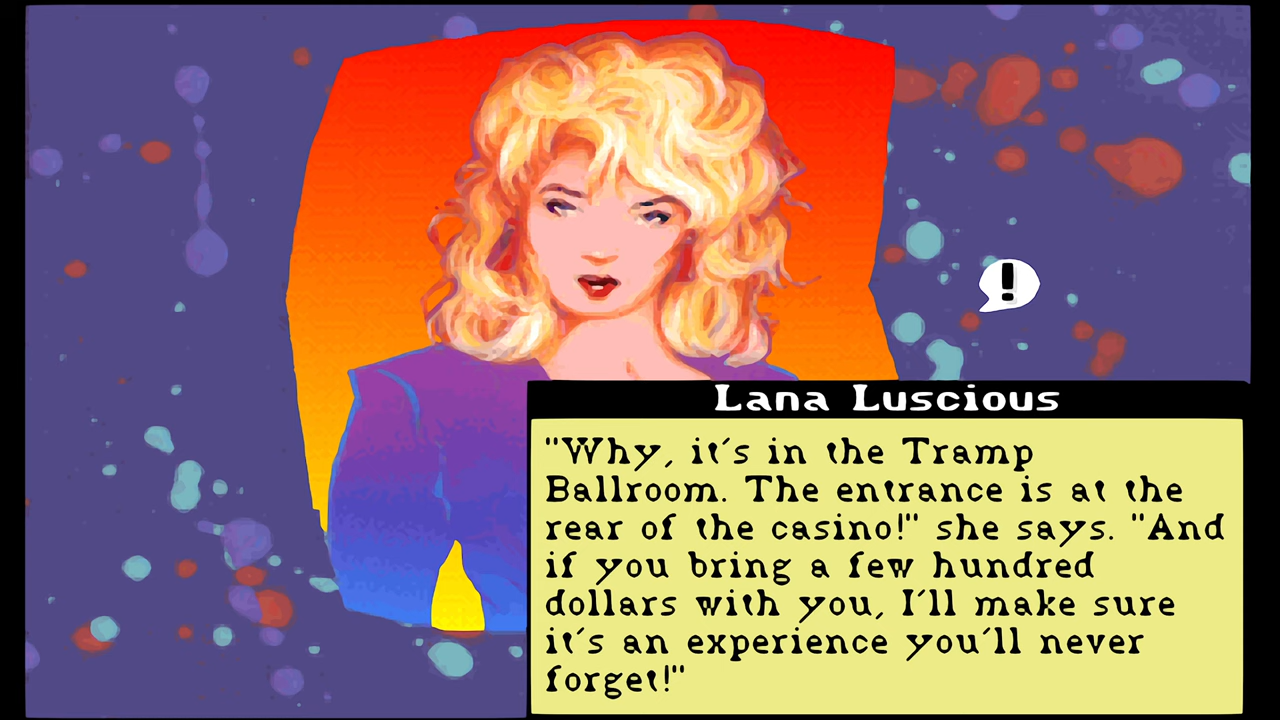 !
Lana Luscious
"Why, it's in the Tramp
Ballroom. The entrance is at the
rear of the casino!" she says. "And
if you bring a few hundred
dollars with you, I'll make sure
it's an experience you'll never
forget!"